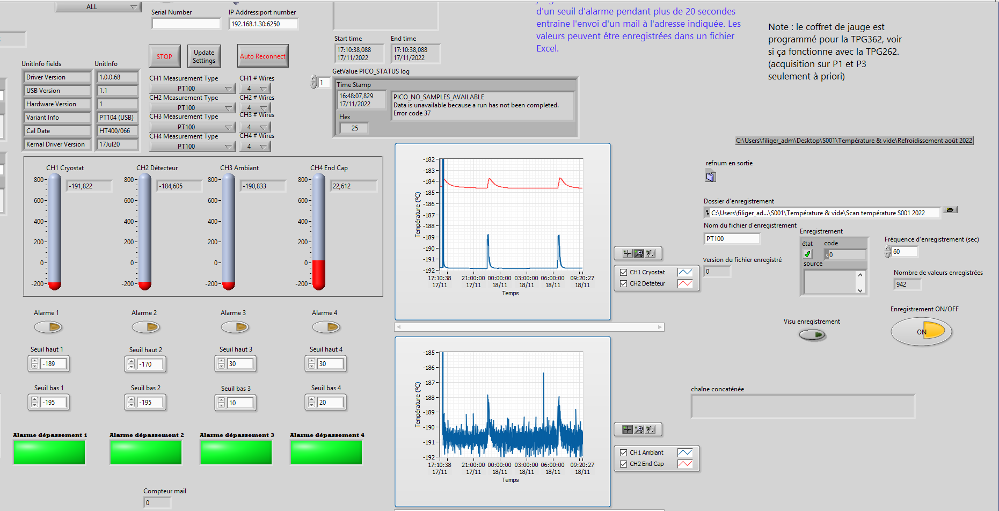 ALL
Serial Number
IP Address:port number
192.168.1.30:6250
d'un seuil d'alarme pendant plus de 20 secondes
entraine l'envoi d'un mail à l'adresse indiquée. Les
valeurs peuvent être enregistrées dans un fichier
Excel.
Note : le coffret de jauge est
programmé pour la TPG362, voir
si ça fonctionne avec la TPG262.
(acquisition sur P1 et P3
seulement à priori)
Start time
17:10:38,088
17/11/2022
End time
17:10:38,088
17/11/2022
STOP
Update
Settings
Auto Reconnect
UnitInfo fields
UnitInfo
Driver Version
1.0.0.68
USB Version
1.1
Hardware Version
1
Variant Info
PT104 (USB)
Cal Date
HT400/066
Kernal Driver Version
17Jul20
CH1 Measurement Type
CH1 # Wires
PT100
4
CH2 Measurement Type
CH2 # Wires
PT100
4
CH3 Measurement Type
CH3 # Wires
PT100
4
CH4 Measurement Type
CH4 # Wires
PT100
4
GetValue PICO_STATUS log
1
Time Stamp
16:48:07,829
17/11/2022
Hex
25
PICO_NO_SAMPLES_AVAILABLE
Data is unavailable because a run has not been completed.
Error code 37
CH1 Cryostat
800
600
400
200
0
-200
-191,822
CH2 Détecteur
800
600
400
200
0
-200
-184,605
CH3 Ambiant
800
600
400
200
0
-200
-190,833
CH4 End Cap
800
600
400
200
0
-200
22,612
Alarme 1
Alarme 2
Alarme 3
Alarme 4
Seuil haut 1
Seuil haut 2
Seuil haut 3
Seuil haut 4
-189
-170
30
30
Seuil bas 1
Seuil bas 2
Seuil bas 3
Seuil bas 4
-195
-195
10
20
Alarme dépassement 1
Alarme dépassement 2
Alarme dépassement 3
Alarme dépassement 4
Compteur mail
0
Température (°C)
-182
-183
-184
-185
-186
-187
-188
-189
-190
-191
-192
17:10:38
17/11
21:00:00
17/11
00:00:00
18/11
03:00:00
18/11
06:00:00
18/11
09:20:27
18/11
Temps
CH1 Cryostat
CH2 Deteteur
Température (°C)
-185
-186
-187
-188
-189
-190
-191
-192
17:10:38
17/11
21:00:00
17/11
00:00:00
18/11
03:00:00
18/11
06:00:00
18/11
09:20:27
18/11
Temps
CH1 Ambiant
CH2 End Cap
C:\Users\filiger_adm\Desktop\S001\Température & vide\Refroidissement août 2022
refnum en sortie
Dossier d'enregistrement
C:\Users\filiger_ad...\S001\Température & vide\Scan température S001 2022
Nom du fichier d'enregistrement
PT100
version du fichier enregistré
0
Enregistrement
état
code
0
source
Fréquence d'enregistrement (sec)
60
Nombre de valeurs enregistrées
942
Enregistrement ON/OFF
ON
Visu enregistrement
chaîne concaténée